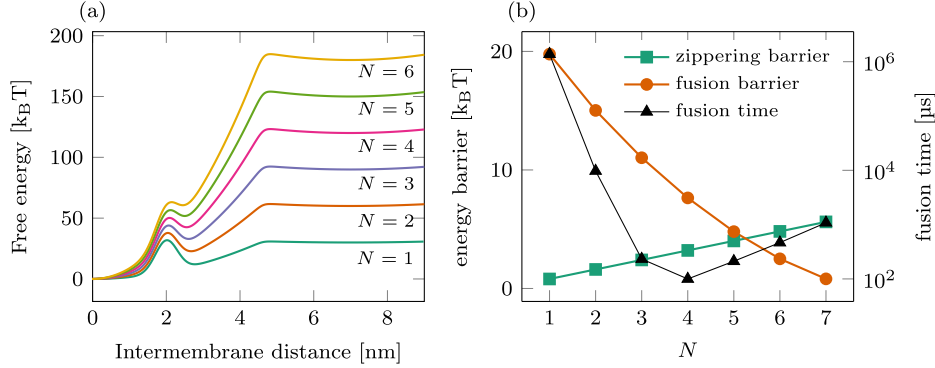 (a)
Free energy [k_BT]
200
150
100
50
0
N = 6
N = 5
N = 4
N = 3
N = 2
N = 1
0 2 4 6 8
Intermembrane distance [nm]
(b)
energy barrier [k_BT]
20
10
0
zippering barrier
fusion barrier
fusion time
1 2 3 4 5 6 7
N
10^6
10^4
10^2
fusion time [µs]